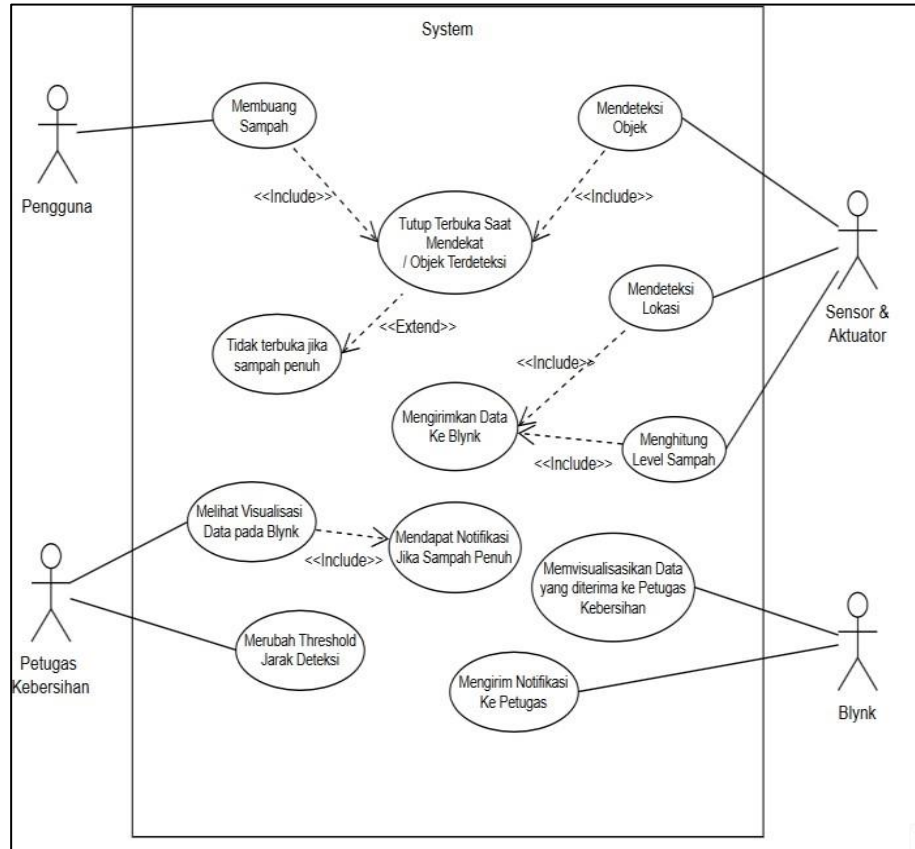 System
Membuang
Sampah
Mendeteksi
Objek
<<Include>>
<<Include>>
Pengguna
Tutup Terbuka Saat
Mendekat
/ Objek Terdeteksi
Mendeteksi
Lokasi
Sensor &
Aktuator
<<Extend>>
Tidak terbuka jika
sampah penuh
<<Include>>
Mengirimkan Data
Ke Blynk
Menghitung
Level Sampah
<<Include>>
Melihat Visualisasi
Data pada Blynk
Mendapat Notifikasi
Jika Sampah Penuh
<<Include>>
Memvisualisasikan Data
yang diterima ke Petugas
Kebersihan
Merubah Threshold
Jarak Deteksi
Petugas
Kebersihan
Mengirim Notifikasi
Ke Petugas
Blynk